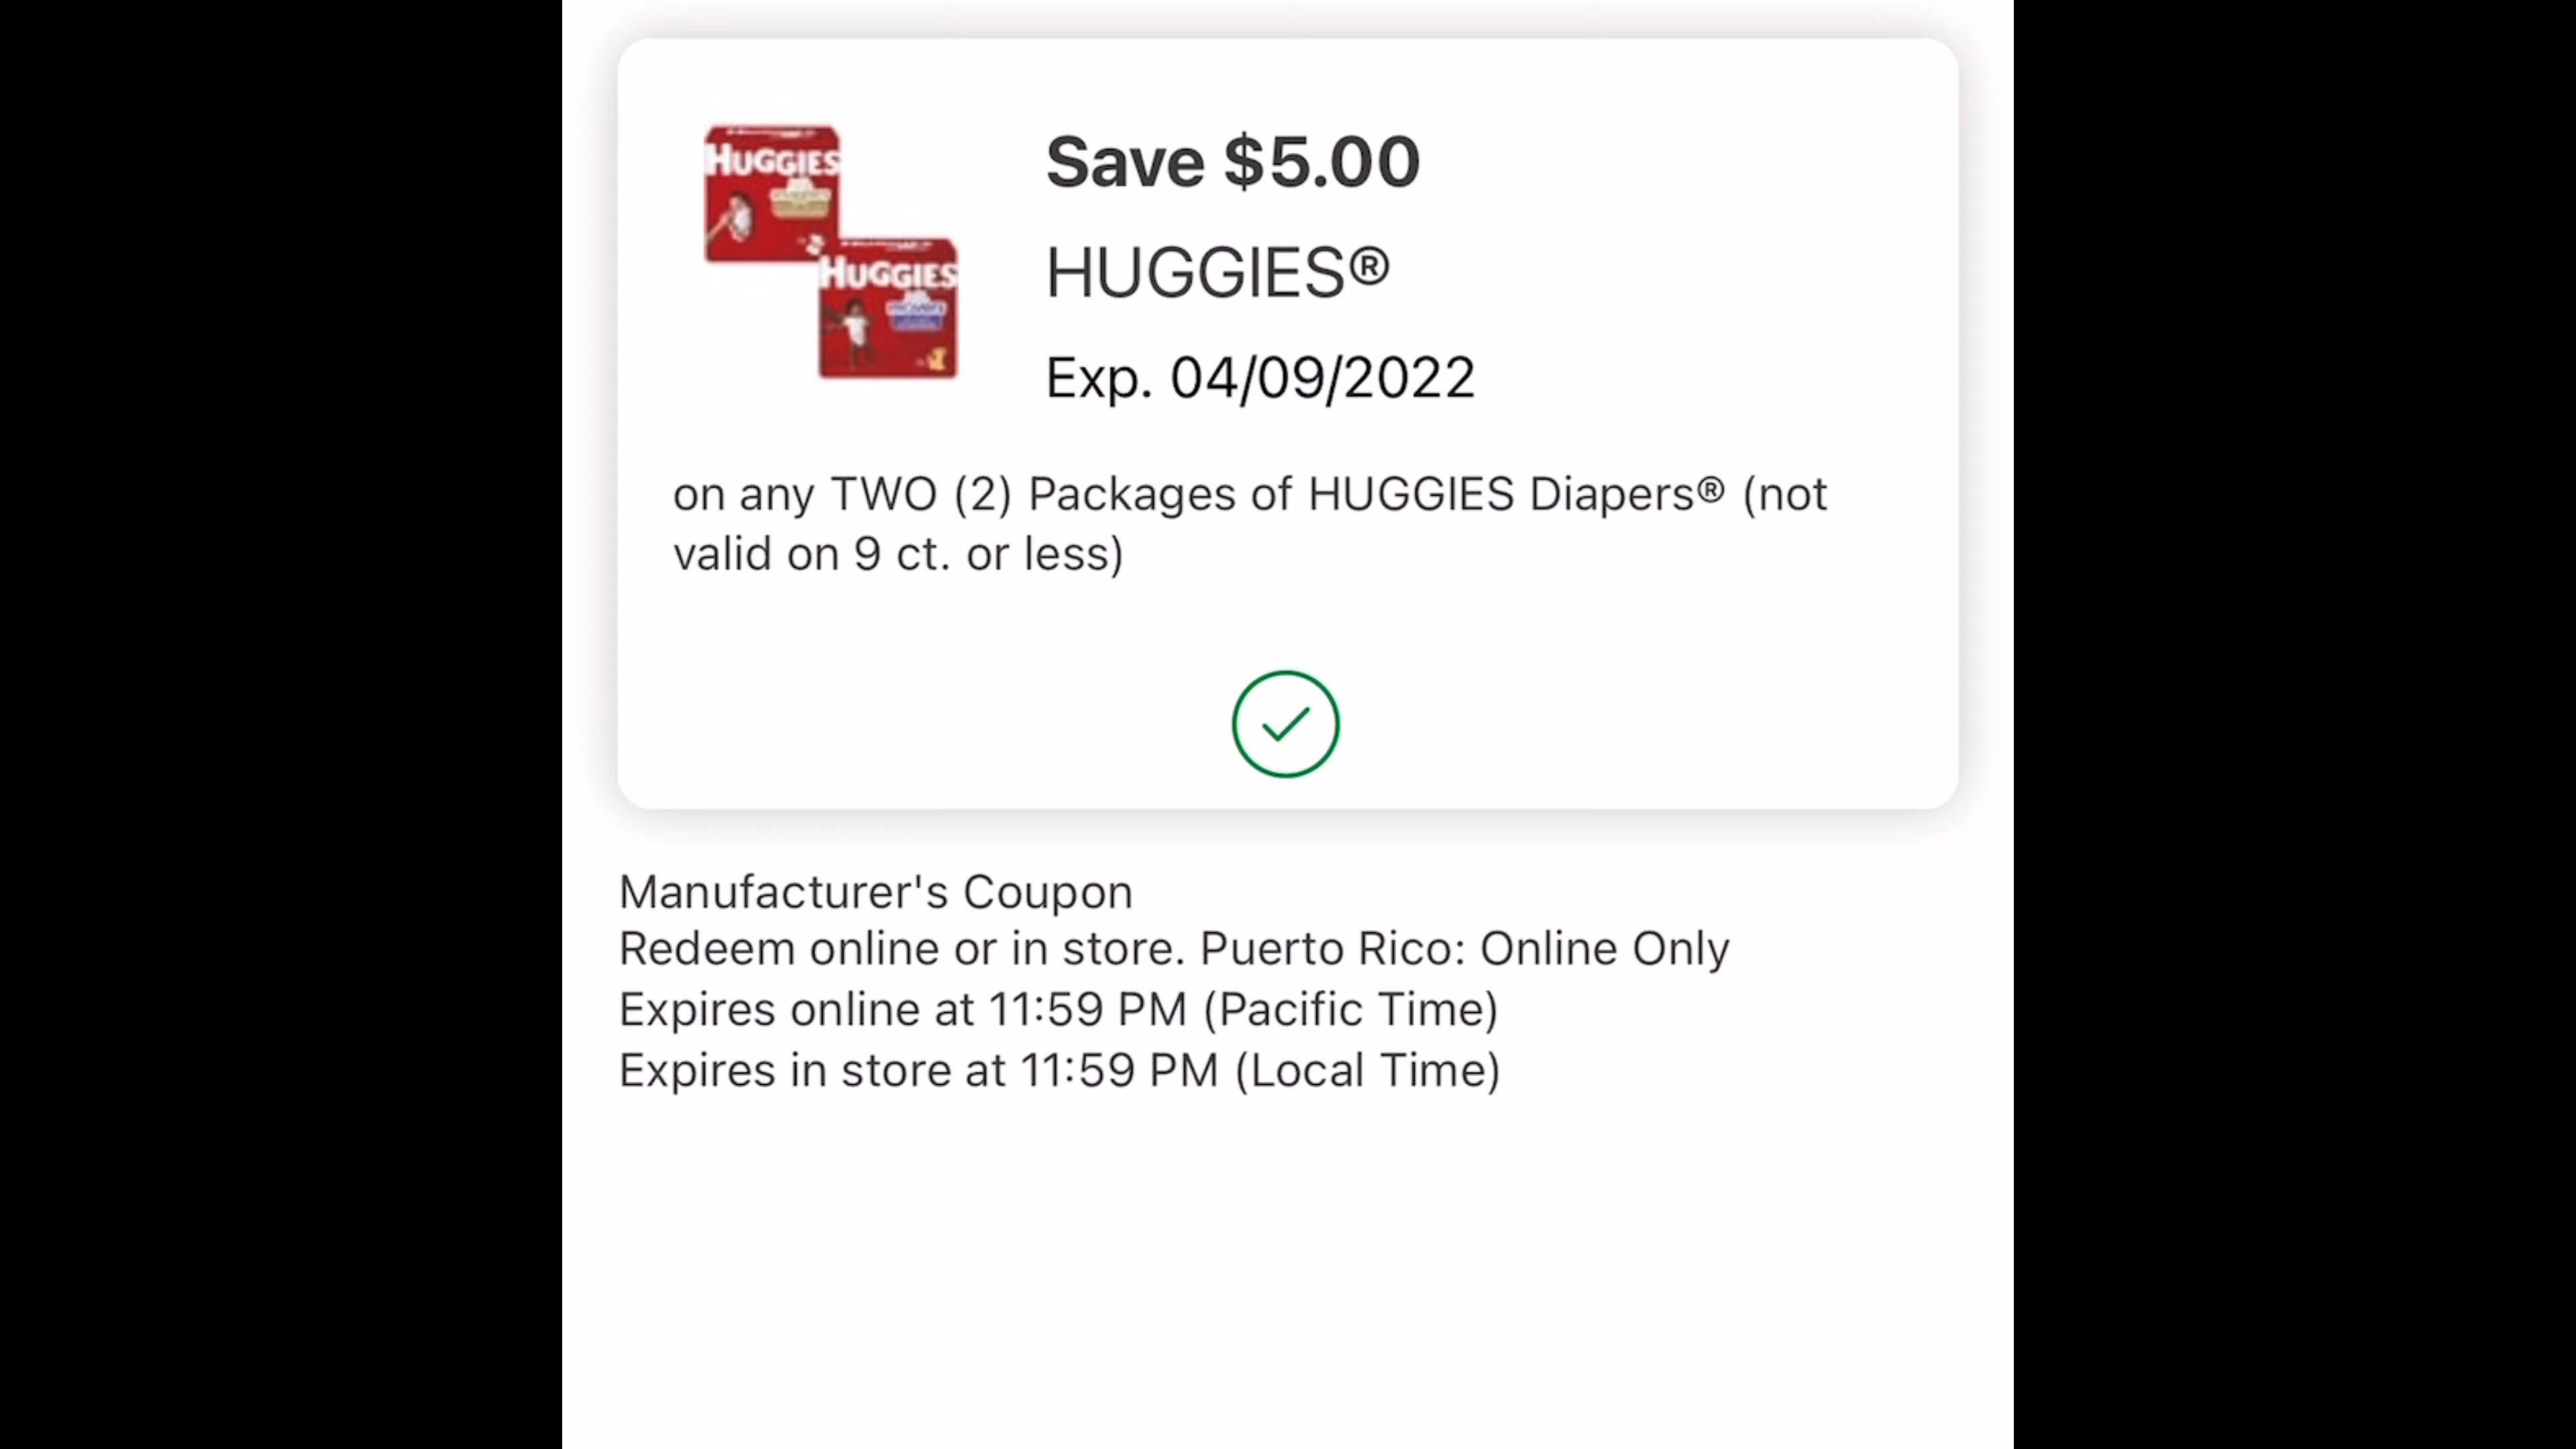 HUGGIES
HUGGIES
Save $5.00
HUGGIES®
Exp. 04/09/2022
on any TWO (2) Packages of HUGGIES Diapers® (not
valid on 9 ct. or less)
Manufacturer's Coupon
Redeem online or in store. Puerto Rico: Online Only
Expires online at 11:59 PM (Pacific Time)
Expires in store at 11:59 PM (Local Time)